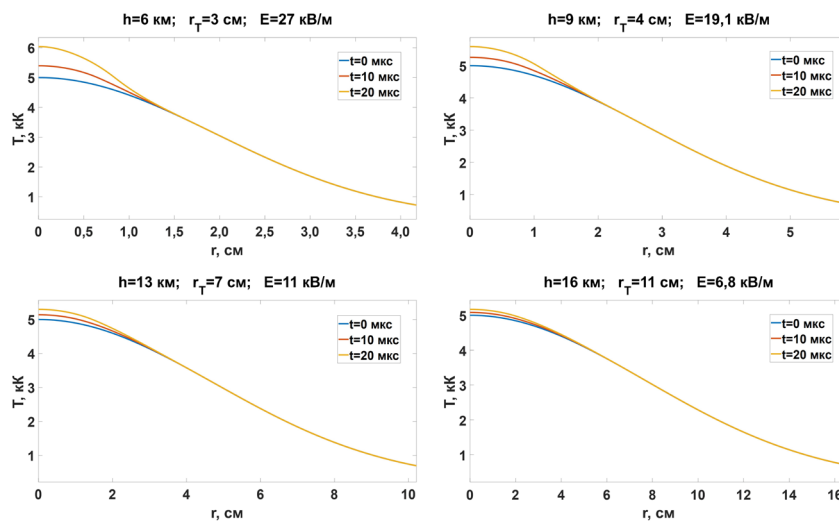 h=6 км; r_T=3 см; E=27 кВ/м
6
5
4
3
2
1
T, кК
t=0 мкс
t=10 мкс
t=20 мкс
0 0,5 1,0 1,5 2,0 2,5 3,0 3,5 4,0
r, см
h=9 км; r_T=4 см; E=19,1 кВ/м
5
4
3
2
1
T, кК
t=0 мкс
t=10 мкс
t=20 мкс
0 1 2 3 4 5
r, см
h=13 км; r_T=7 см; E=11 кВ/м
5
4
3
2
1
T, кК
t=0 мкс
t=10 мкс
t=20 мкс
0 2 4 6 8 10
r, см
h=16 км; r_T=11 см; E=6,8 кВ/м
5
4
3
2
1
T, кК
t=0 мкс
t=10 мкс
t=20 мкс
0 2 4 6 8 10 12 14 16
r, см